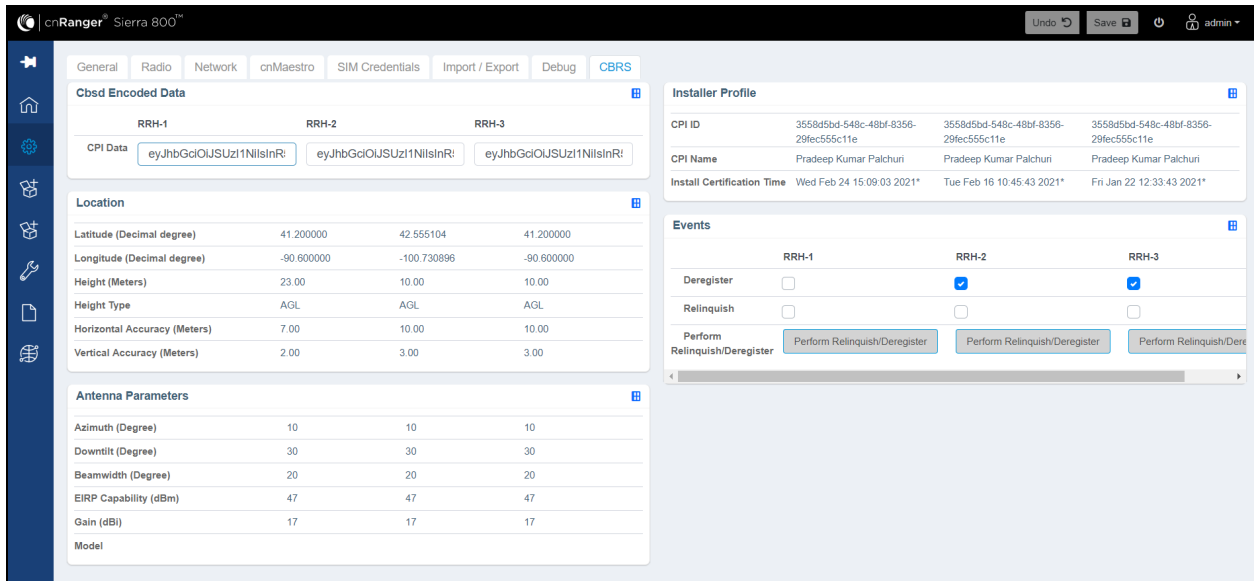 cnRanger® Sierra 800™
Undo
Save
admin
General Radio Network cnMaestro SIM Credentials Import / Export Debug CBRS
Cbsd Encoded Data
RRH-1 RRH-2 RRH-3
CPI Data eyJhbGciOiJSUzI1NiIsInR5 eyJhbGciOiJSUzI1NiIsInR5 eyJhbGciOiJSUzI1NiIsInR5
Location
Latitude (Decimal degree) 41.200000 42.555104 41.200000
Longitude (Decimal degree) -90.600000 -100.730896 -90.600000
Height (Meters) 23.00 10.00 10.00
Height Type AGL AGL AGL
Horizontal Accuracy (Meters) 7.00 10.00 10.00
Vertical Accuracy (Meters) 2.00 3.00 3.00
Antenna Parameters
Azimuth (Degree) 10 10 10
Downtilt (Degree) 30 30 30
Beamwidth (Degree) 20 20 20
EIRP Capability (dBm) 47 47 47
Gain (dBi) 17 17 17
Model
Installer Profile
CPI ID 3558d5bd-548c-48bf-8356- 3558d5bd-548c-48bf-8356- 3558d5bd-548c-48bf-8356-
29fec555c11e 29fec555c11e 29fec555c11e
CPI Name Pradeep Kumar Palchuri Pradeep Kumar Palchuri Pradeep Kumar Palchuri
Install Certification Time Wed Feb 24 15:09:03 2021* Tue Feb 16 10:45:43 2021* Fri Jan 22 12:33:43 2021*
Events
RRH-1 RRH-2 RRH-3
Deregister
Relinquish
Perform
Relinquish/Deregister Perform Relinquish/Deregister Perform Relinquish/Deregister Perform Relinquish/Dere